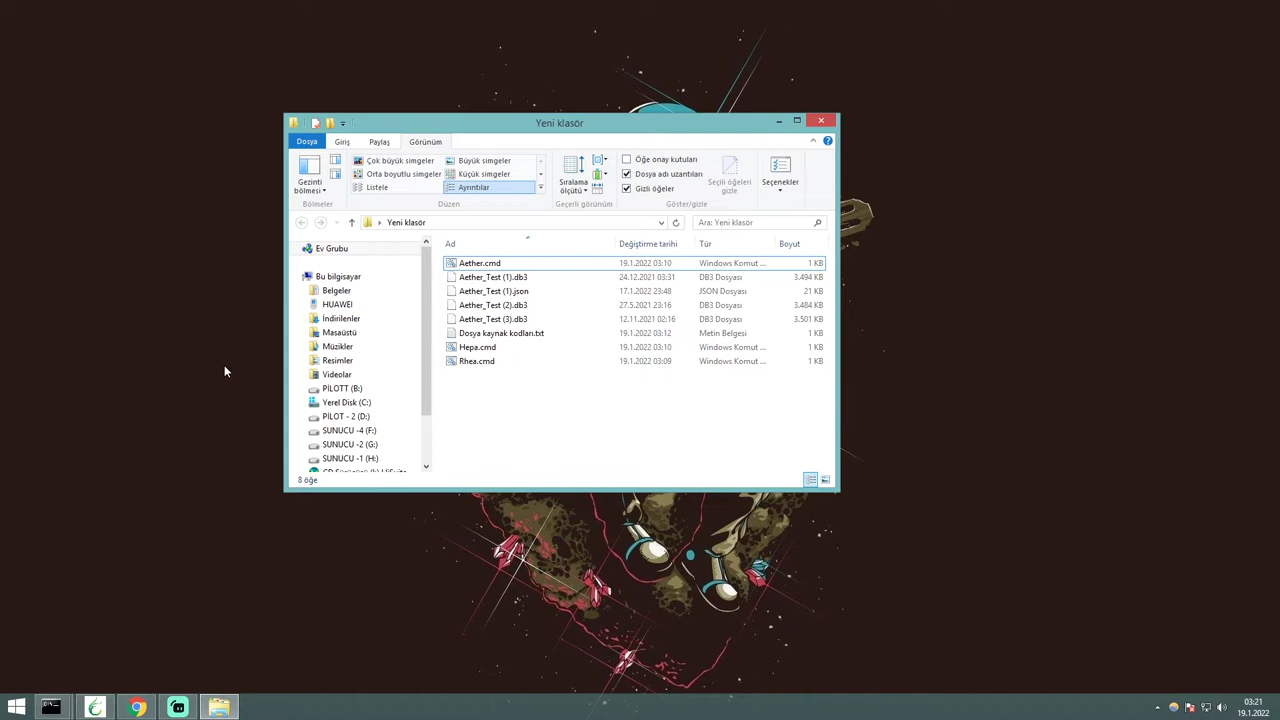 Yeni klasör
Dosya Giriş Paylaş Görünüm
Çok büyük simgeler Büyük simgeler
Orta boyutlu simgeler Küçük simgeler
Listele Ayrıntılar
Gezinti bölmesi
Sıralama ölçütü
Öğe onay kutuları
Dosya adı uzantıları
Gizli öğeler
Seçili öğeleri gizle
Seçenekler
Bölmeler Düzen Geçerli görünüm Göster/gizle
Yeni klasör Ara: Yeni klasör
Ad Değiştirme tarihi Tür Boyut
Aether.cmd 19.1.2022 03:10 Windows Komut ... 1 KB
Aether_Test (1).db3 24.12.2021 03:31 DB3 Dosyası 3.494 KB
Aether_Test (1).json 17.1.2022 23:48 JSON Dosyası 21 KB
Aether_Test (2).db3 27.5.2021 23:16 DB3 Dosyası 3.484 KB
Aether_Test (3).db3 12.11.2021 02:16 DB3 Dosyası 3.501 KB
Dosya kaynak kodları.txt 19.1.2022 03:12 Metin Belgesi 1 KB
Hepa.cmd 19.1.2022 03:10 Windows Komut ... 1 KB
Rhea.cmd 19.1.2022 03:09 Windows Komut ... 1 KB
Ev Grubu
Bu bilgisayar
Belgeler
HUAWEI
İndirilenler
Masaüstü
Müzikler
Resimler
Videolar
PİLOTT (B:)
Yerel Disk (C:)
PİLOT - 2 (D:)
SUNUCU -4 (F:)
SUNUCU -2 (G:)
SUNUCU -1 (H:)
8 öğe
03:21
19.1.2022